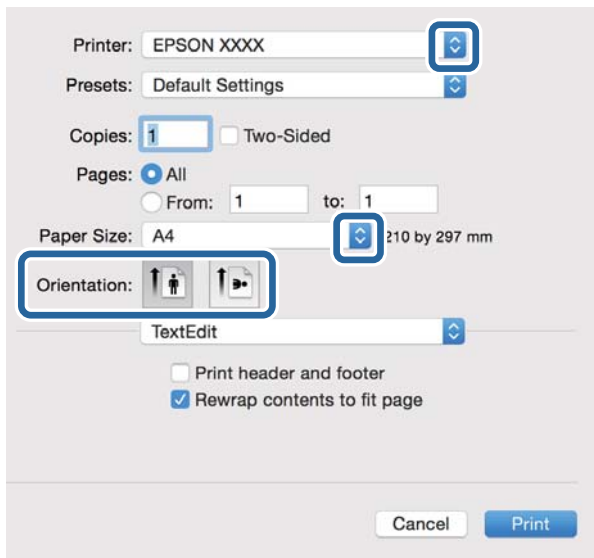 Printer: EPSON XXXX
Presets: Default Settings
Copies: 1 Two-Sided
Pages: All
From: 1 to: 1
Paper Size: A4 210 by 297 mm
Orientation:
TextEdit
Print header and footer
Rewrap contents to fit page
Cancel Print